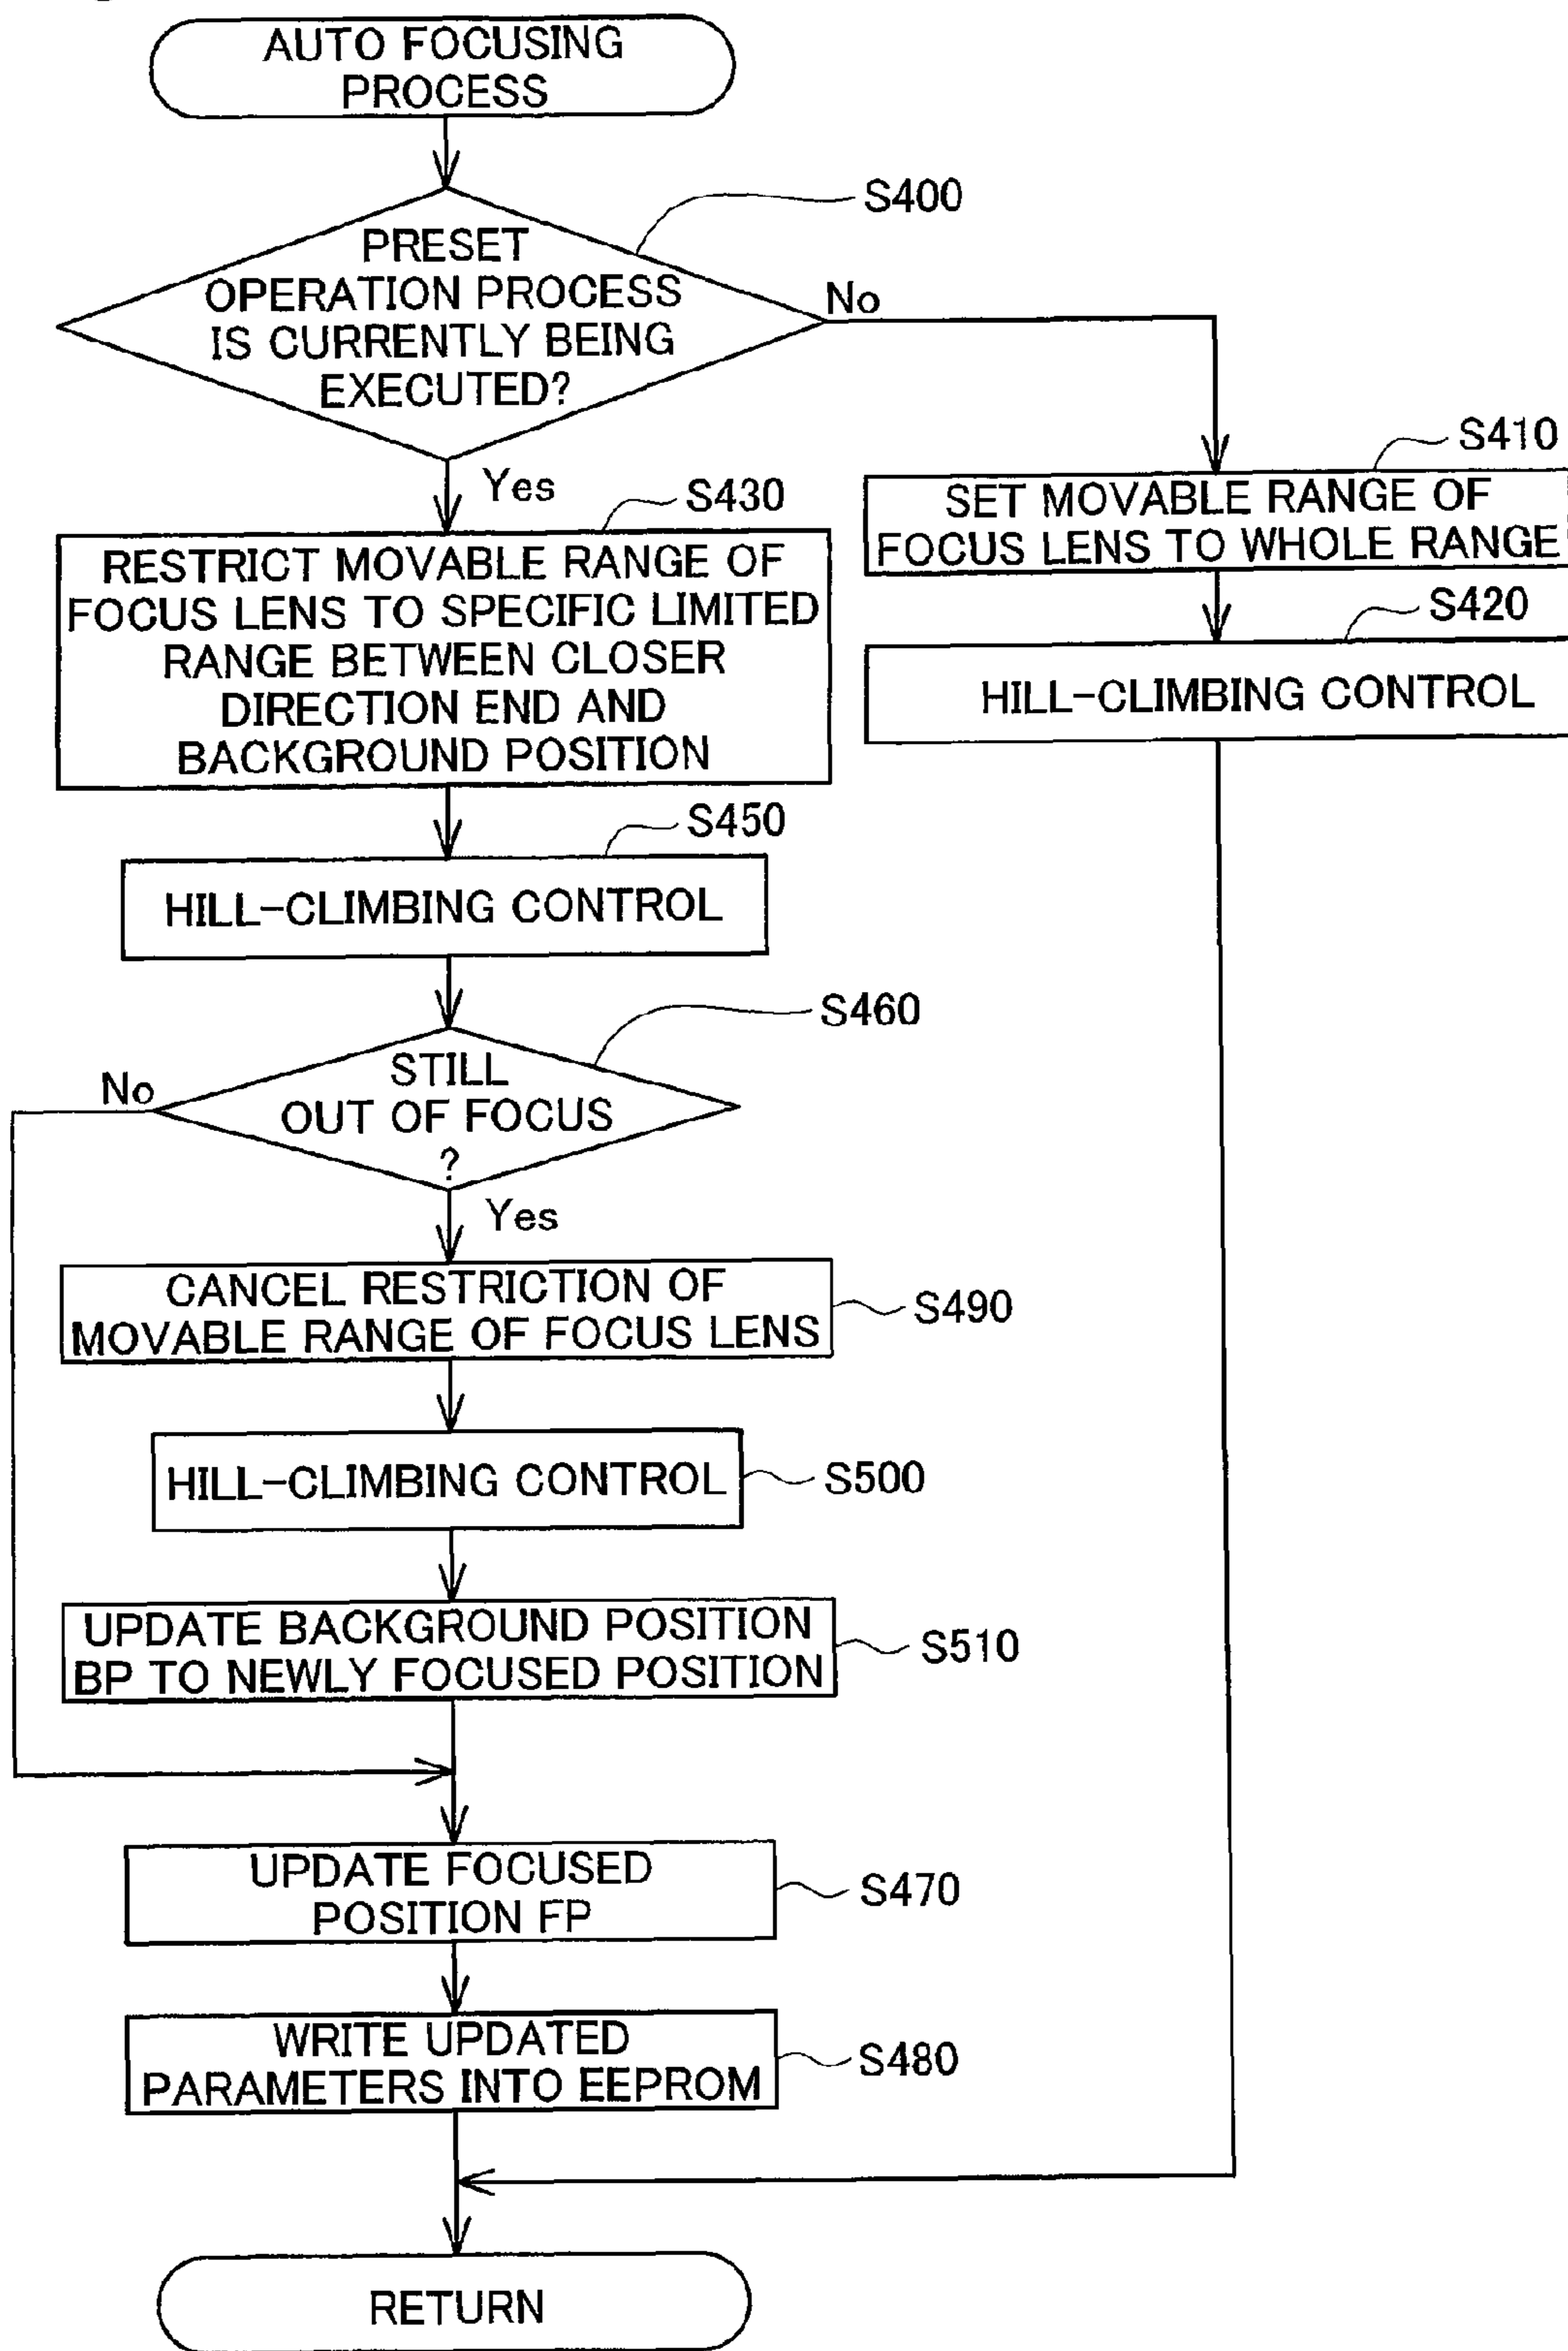 AUTO FOCUSING
PROCESS
S400
PRESET
OPERATION PROCESS
IS CURRENTLY BEING
EXECUTED?
No
Yes
S410
SET MOVABLE RANGE OF
FOCUS LENS TO WHOLE RANGE
S420
HILL-CLIMBING CONTROL
S430
RESTRICT MOVABLE RANGE OF
FOCUS LENS TO SPECIFIC LIMITED
RANGE BETWEEN CLOSER
DIRECTION END AND
BACKGROUND POSITION
S450
HILL-CLIMBING CONTROL
S460
STILL
OUT OF FOCUS
?
No
Yes
CANCEL RESTRICTION OF
MOVABLE RANGE OF FOCUS LENS
S490
HILL-CLIMBING CONTROL
S500
UPDATE BACKGROUND POSITION
BP TO NEWLY FOCUSED POSITION
S510
UPDATE FOCUSED
POSITION FP
S470
WRITE UPDATED
PARAMETERS INTO EEPROM
S480
RETURN